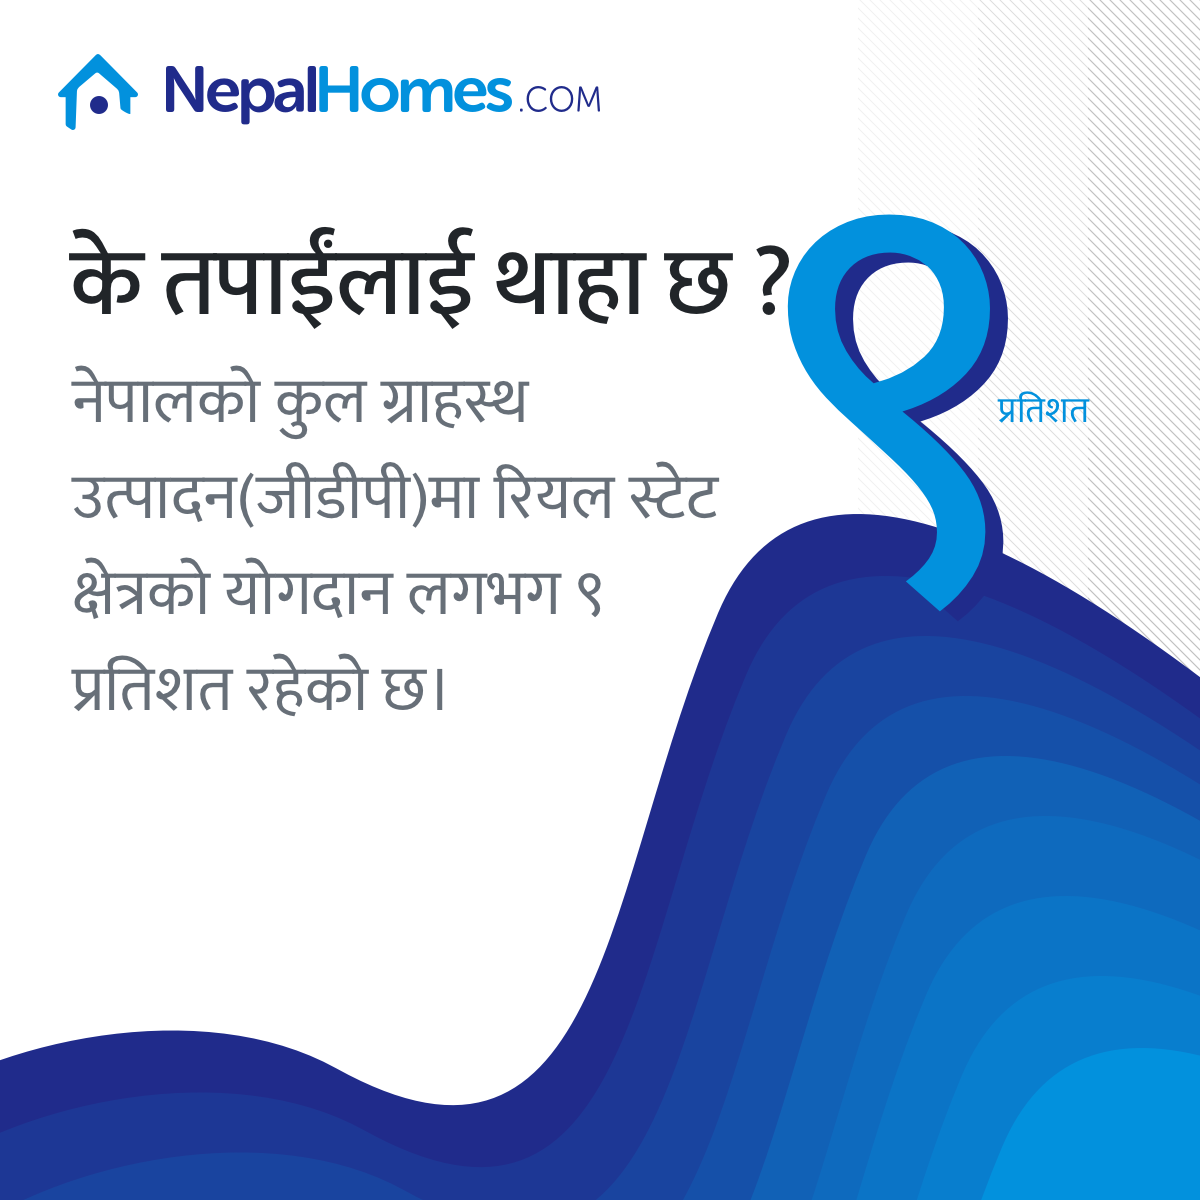 NepalHomes.COM
के तपाईंलाई थाहा छ ?
नेपालको कुल ग्राहस्थ
उत्पादन(जीडीपी)मा रियल स्टेट
क्षेत्रको योगदान लगभग ९
प्रतिशत रहेको छ।
९
प्रतिशत